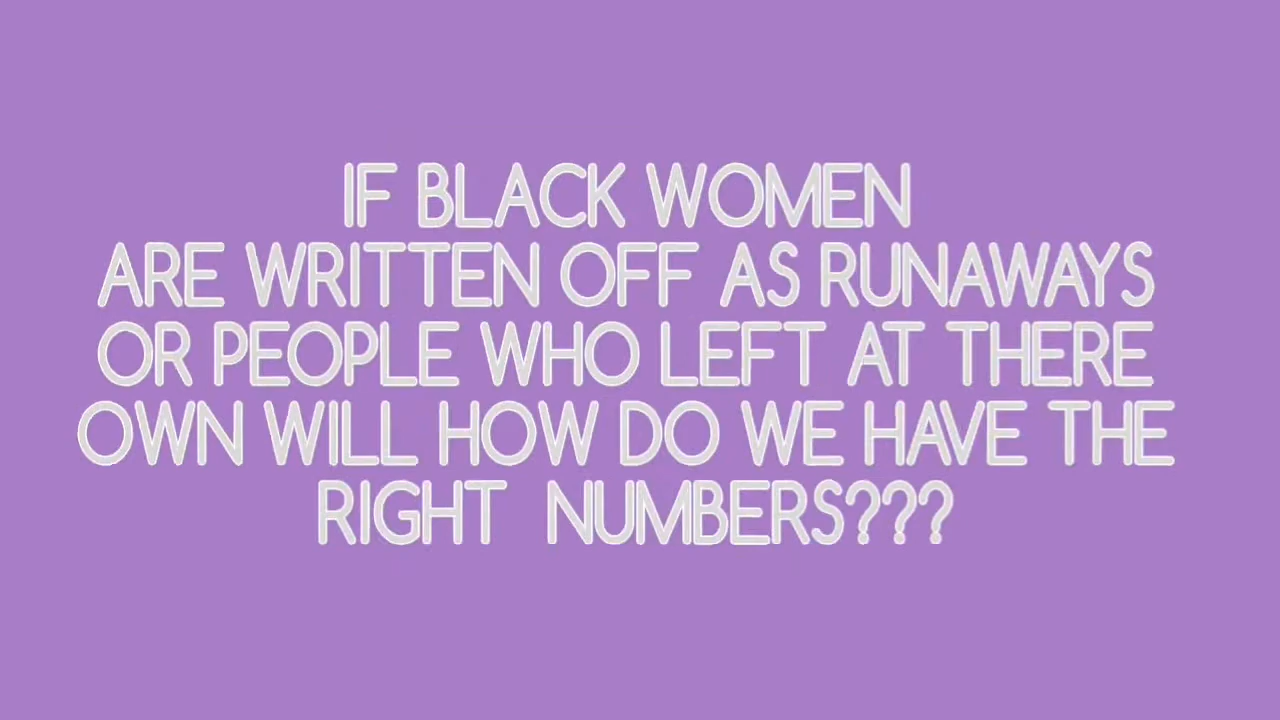 IF BLACK WOMEN
ARE WRITTEN OFF AS RUNAWAYS
OR PEOPLE WHO LEFT AT THERE
OWN WILL HOW DO WE HAVE THE
RIGHT NUMBERS???